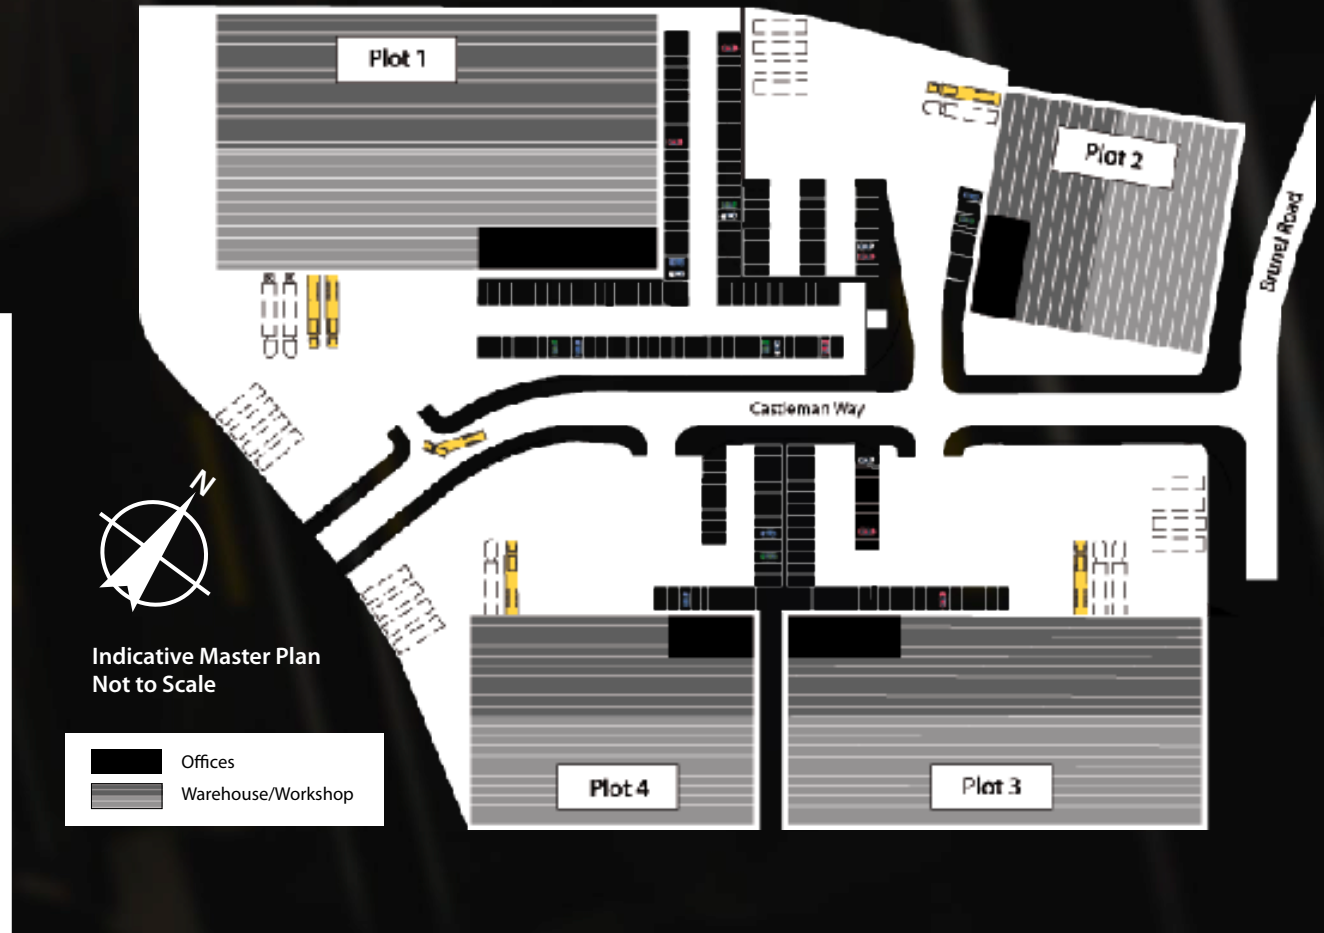 Plot 1
Plot 2
Brunel Road
Castleman Way
N
Indicative Master Plan
Not to Scale
Offices
Warehouse/Workshop
Plot 4
Plot 3